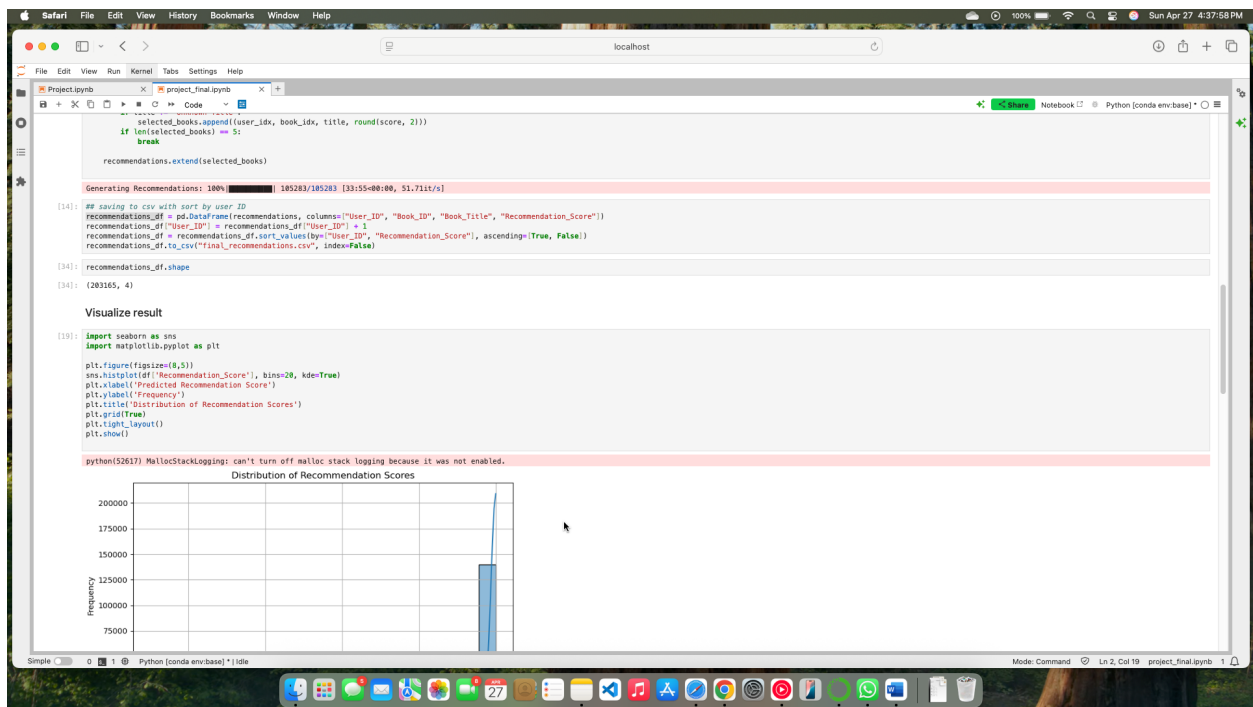 Safari File Edit View History Bookmarks Window Help
100% Sun Apr 27 4:37:58 PM
localhost
File Edit View Run Kernel Tabs Settings Help
Project.ipynb project_final.ipynb
Code Share Notebook Python [conda env:base] *
selected_books.append((user_idx, book_idx, title, round(score, 2)))
if len(selected_books) == 5:
break
recommendations.extend(selected_books)
Generating Recommendations: 100%|██████████| 105283/105283 [33:55<00:00, 51.71it/s]
[14]: ## saving to csv with sort by user ID
recommendations_df = pd.DataFrame(recommendations, columns=["User_ID", "Book_ID", "Book_Title", "Recommendation_Score"])
recommendations_df["User_ID"] = recommendations_df["User_ID"] + 1
recommendations_df = recommendations_df.sort_values(by=["User_ID", "Recommendation_Score"], ascending=[True, False])
recommendations_df.to_csv("final_recommendations.csv", index=False)
[34]: recommendations_df.shape
[34]: (203165, 4)
Visualize result
[19]: import seaborn as sns
import matplotlib.pyplot as plt
plt.figure(figsize=(8,5))
sns.histplot(df['Recommendation_Score'], bins=20, kde=True)
plt.xlabel('Predicted Recommendation Score')
plt.ylabel('Frequency')
plt.title('Distribution of Recommendation Scores')
plt.grid(True)
plt.tight_layout()
plt.show()
python(52617) MallocStackLogging: can't turn off malloc stack logging because it was not enabled.
Distribution of Recommendation Scores
200000
175000
150000
125000
100000
75000
Frequency
Simple 0 1 Python [conda env:base] * | Idle Mode: Command Ln 2, Col 19 project_final.ipynb 1
APR
27